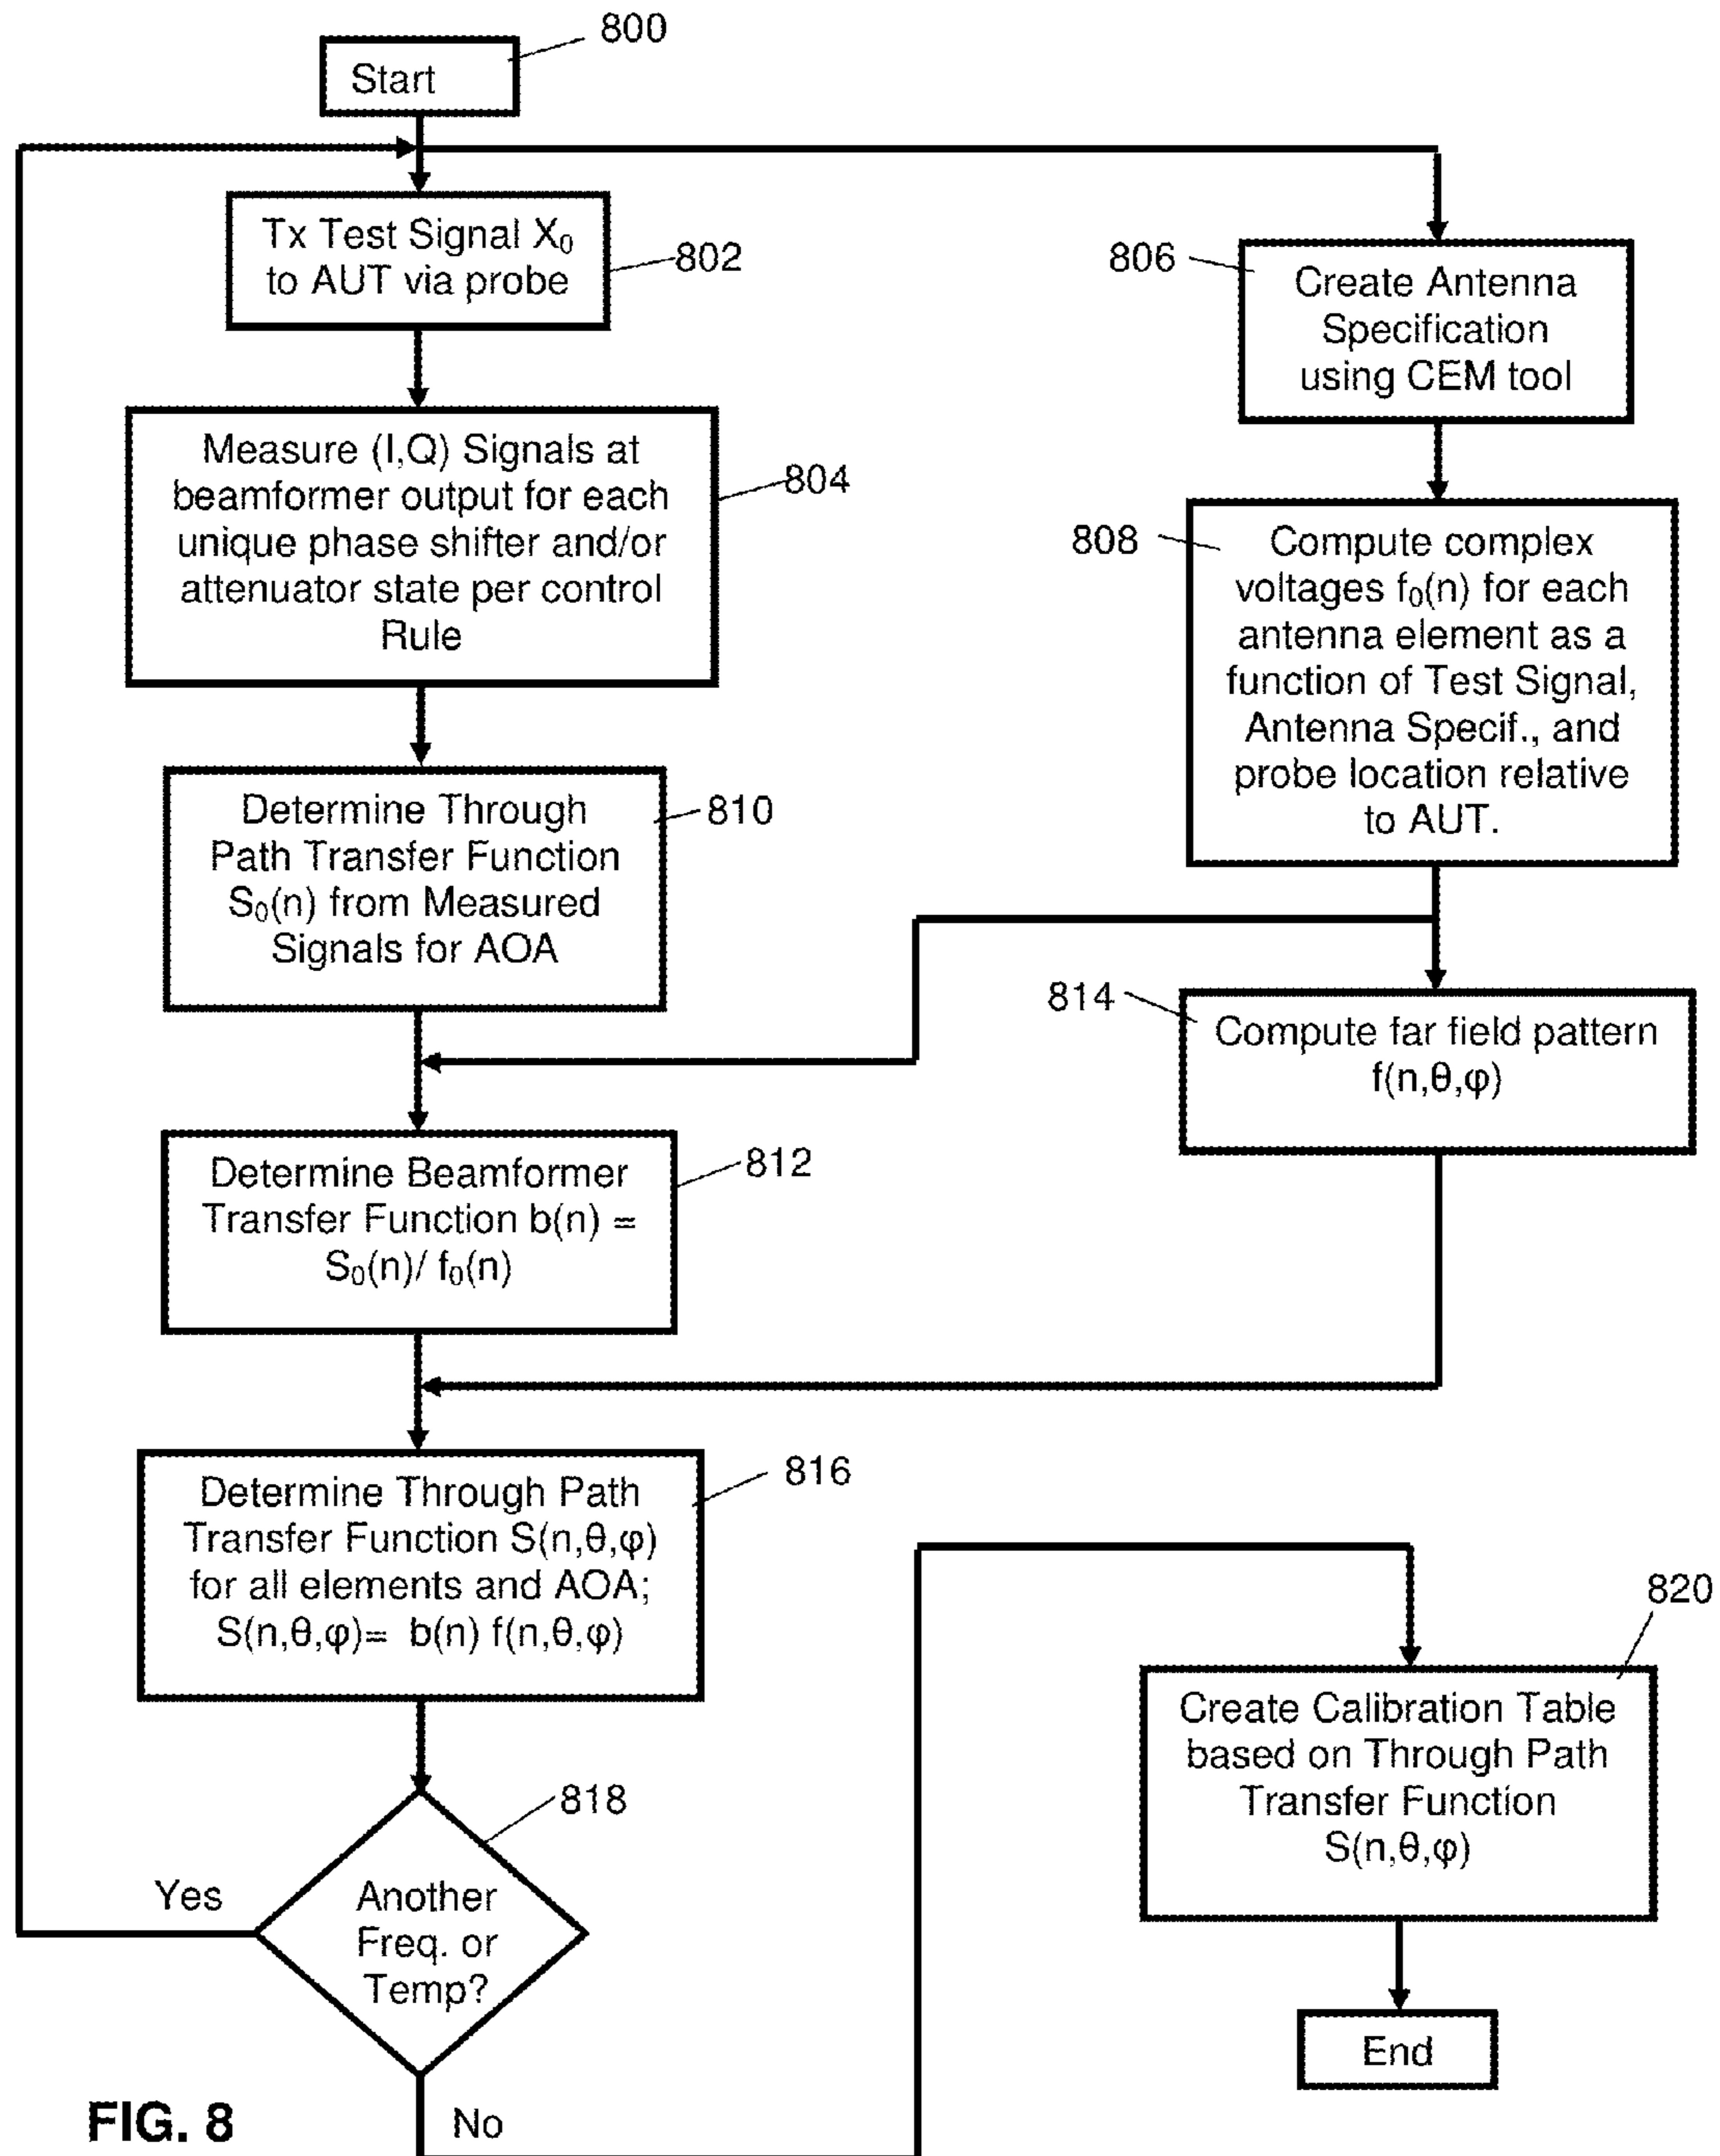 800
Start
Tx Test Signal X₀
to AUT via probe
802
806
Create Antenna
Specification
using CEM tool
Measure (I,Q) Signals at
beamformer output for each
unique phase shifter and/or
attenuator state per control
Rule
804
808
Compute complex
voltages f₀(n) for each
antenna element as a
function of Test Signal,
Antenna Specif., and
probe location relative
to AUT.
Determine Through
Path Transfer Function
S₀(n) from Measured
Signals for AOA
810
814
Compute far field pattern
f(n,θ,φ)
Determine Beamformer
Transfer Function b(n) =
S₀(n)/ f₀(n)
812
Determine Through Path
Transfer Function S(n,θ,φ)
for all elements and AOA;
S(n,θ,φ)= b(n) f(n,θ,φ)
816
820
Create Calibration Table
based on Through Path
Transfer Function
S(n,θ,φ)
818
Yes
Another
Freq. or
Temp?
End
FIG. 8
No